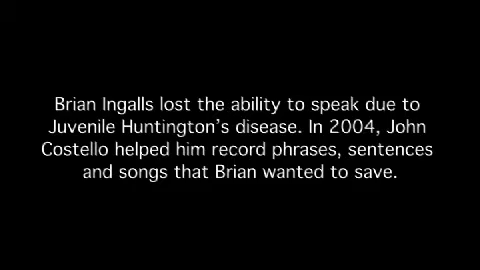 Brian Ingalls lost the ability to speak due to
Juvenile Huntington's disease. In 2004, John
Costello helped him record phrases, sentences
and songs that Brian wanted to save.